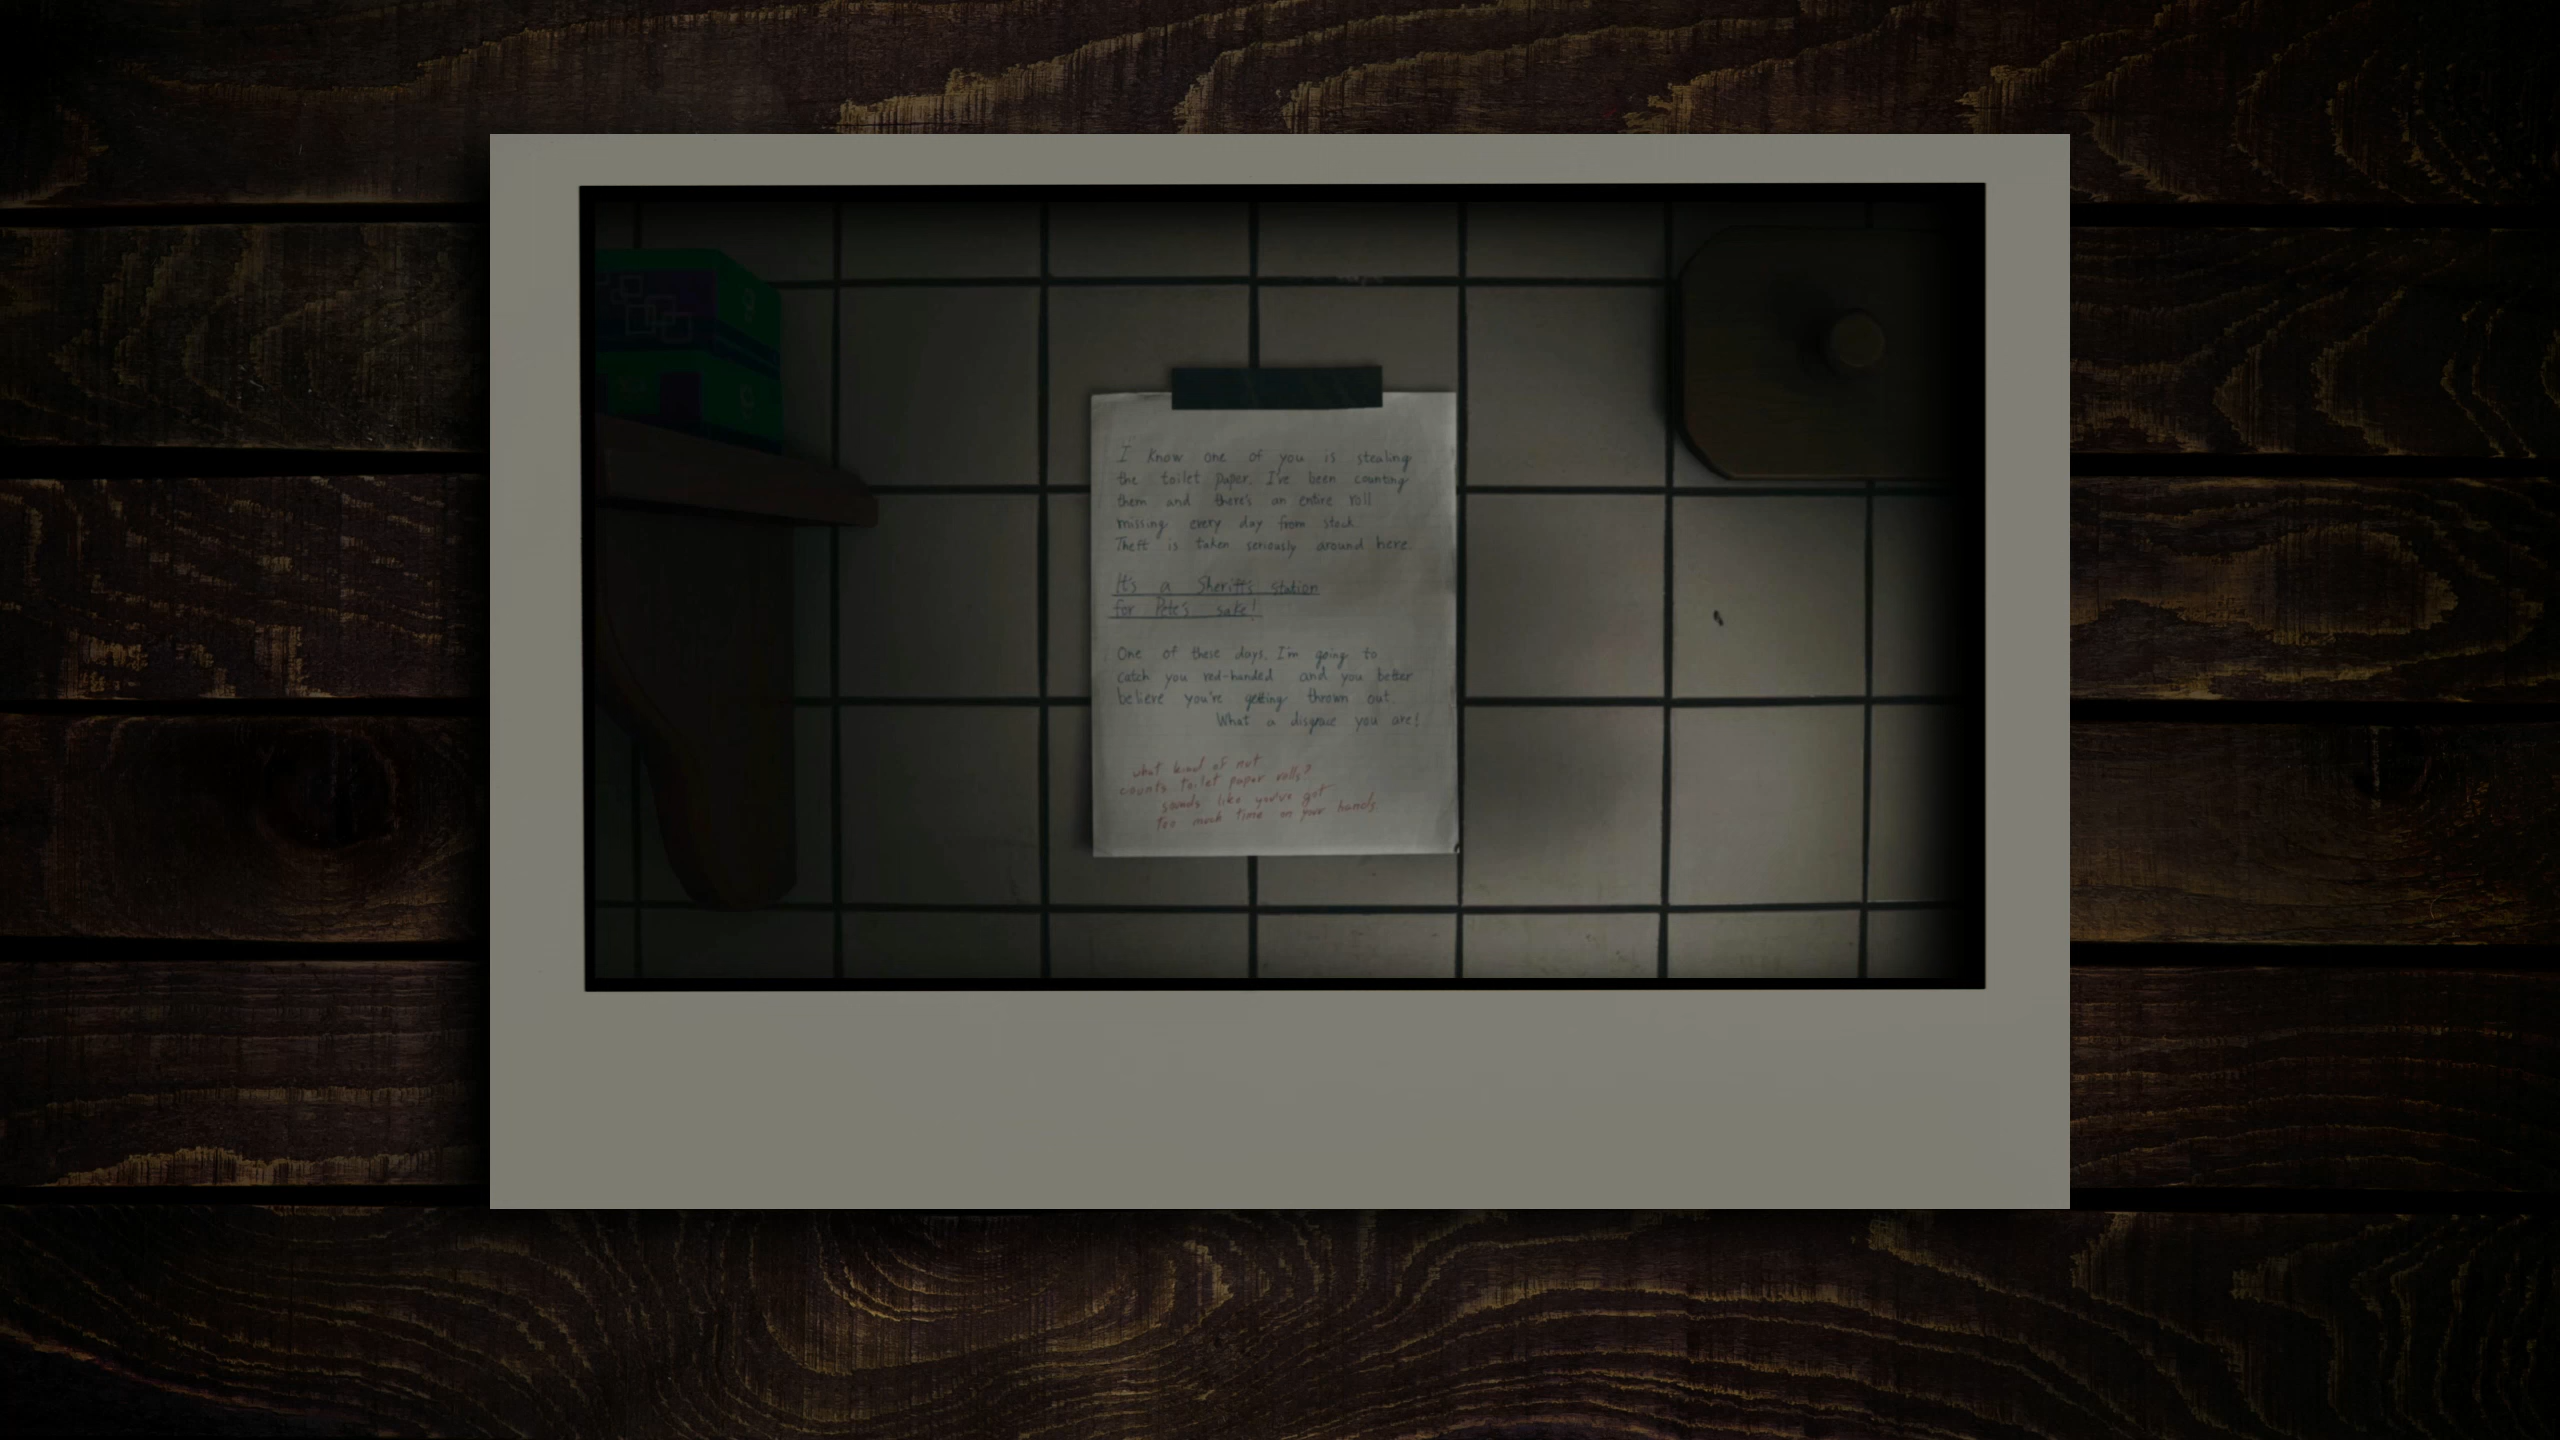 I know one of you is stealing
the toilet paper. I've been counting
them and there's an entire roll
missing every day from stock.
Theft is taken seriously around here.
It's a Sheriff's station
for Pete's sake!
One of these days, I'm going to
catch you red-handed and you better
believe you're getting thrown out.
What a disgrace you are!
what kind of nut
counts toilet paper rolls?
sounds like you've got
too much time on your hands.